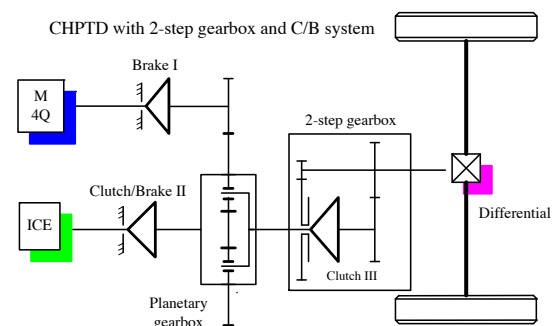 CHPTD with 2-step gearbox and C/B system
Brake I
M
4Q
2-step gearbox
Clutch/Brake II
ICE
Differential
Clutch III
Planetary
gearbox